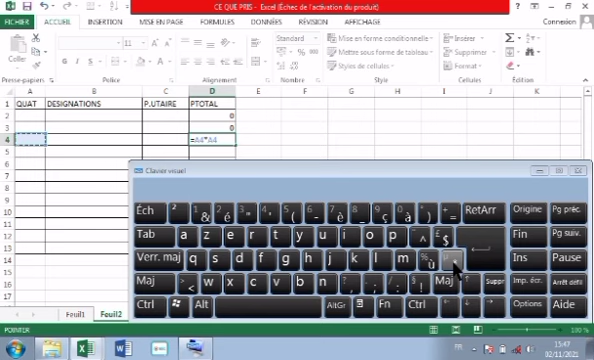 CE QUE PRIS - Excel (Échec de l'activation du produit)
FICHIER ACCUEIL INSERTION MISE EN PAGE FORMULES DONNÉES RÉVISION AFFICHAGE Connexion
Coller
Standard
Mise en forme conditionnelle
Mettre sous forme de tableau
Styles de cellules
Insérer
Supprimer
Format
Presse-papiers Police Alignement Nombre Style Cellules Édition
A B C D E F G H I J K
1 QUAT DESIGNATIONS P.UTAIRE PTOTAL
2 0
3 0
4 =A4*A4
5
6
7
8
9
10
11
12
13
14
15
16
17
Clavier visuel
Éch ² 1 & 2 é 3 " 4 ' 5 ( 6 - 7 è 8 _ 9 ç 0 à ° ) + = RetArr Origine Pg préc.
Tab a z e r t y u i o p ¨ ^ £ $ Fin Pg suiv.
Verr. maj q s d f g h j k l m % ù µ * Ins Pause
Maj > < w x c v b n ? , . ; / : § ! Maj Suppr Imp. écr. Arrêt défil
Ctrl Alt AltGr Fn Ctrl Options Aide
Feuil1 Feuil2
POINTER 100 %
FR 15:47
02/11/2021